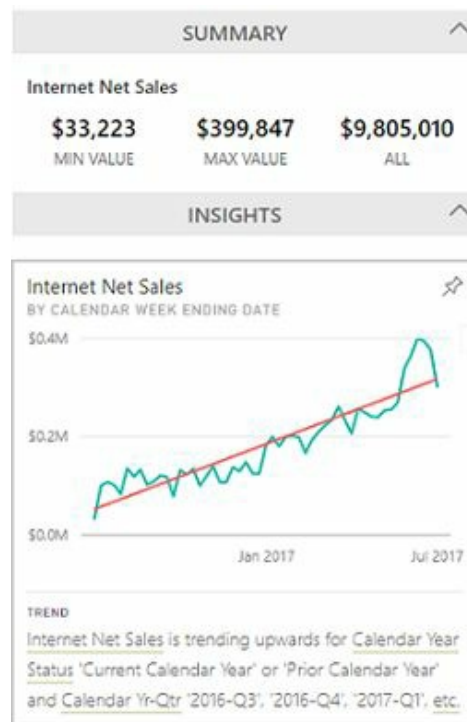 SUMMARY
Internet Net Sales
$33,223 $399,847 $9,805,010
MIN VALUE MAX VALUE ALL
INSIGHTS
Internet Net Sales
BY CALENDAR WEEK ENDING DATE
$0.4M
$0.2M
$0.0M
Jan 2017 Jul 2017
TREND
Internet Net Sales is trending upwards for Calendar Year
Status 'Current Calendar Year' or 'Prior Calendar Year'
and Calendar Yr-Qtr '2016-Q3', '2016-Q4', '2017-Q1', etc.